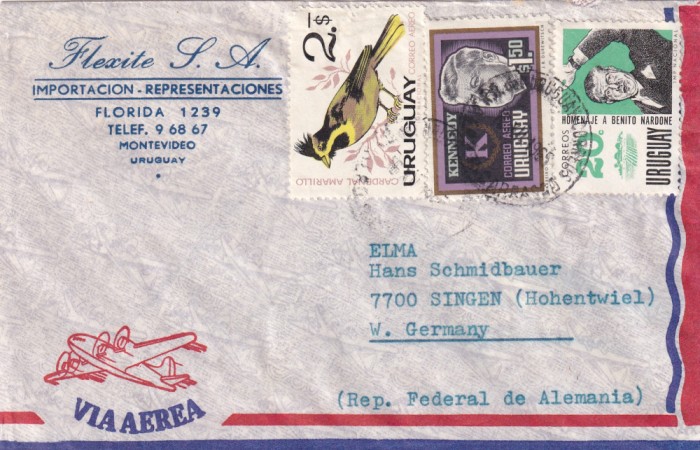 Flexite S. A.
IMPORTACION - REPRESENTACIONES
FLORIDA 1239
TELEF. 9 68 67
MONTEVIDEO
URUGUAY
2.$
CORREO AEREO
URUGUAY
CARDENAL AMARILLO
KENNEDY
K
CORREO AEREO
URUGUAY
$1.50
HOMENAJE A BENITO NARDONE
CORREOS
20c
URUGUAY
ELMA
Hans Schmidbauer
7700 SINGEN (Hohentwiel)
W. Germany
(Rep. Federal de Alemania)
VIA AEREA